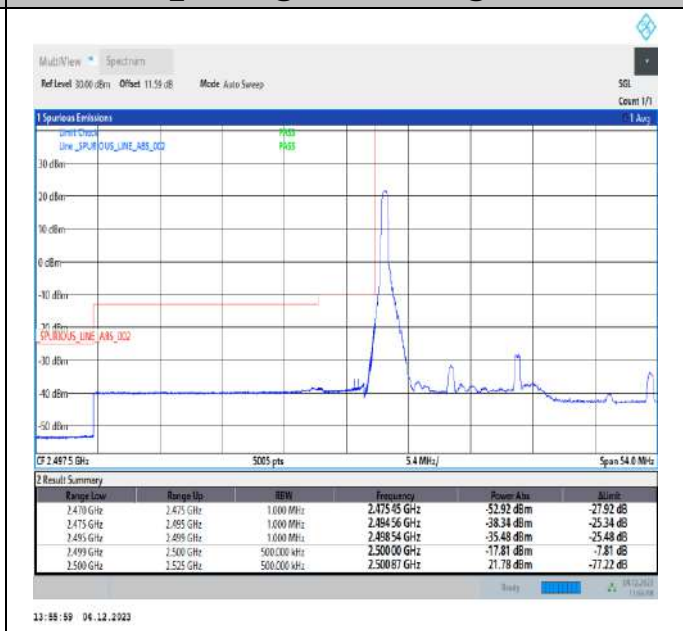 MultiView Spectrum
Ref Level 30.00 dBm Offset 11.59 dB Mode Auto Sweep SGL
Count 1/1
1 Spurious Emissions 1 Avg
Limit Check PASS
Line _SPURIOUS_LINE_ABS_002 PASS
30 dBm
20 dBm
10 dBm
0 dBm
-10 dBm
-20 dBm
_SPURIOUS_LINE_ABS_002
-30 dBm
-40 dBm
-50 dBm
CF 2.4975 GHz 5005 pts 5.4 MHz/ Span 54.0 MHz
2 Result Summary
Range Low Range Up RBW Frequency Power Abs ΔLimit
2.470 GHz 2.475 GHz 1.000 MHz 2.475 45 GHz -52.92 dBm -27.92 dB
2.475 GHz 2.495 GHz 1.000 MHz 2.494 56 GHz -38.34 dBm -25.34 dB
2.495 GHz 2.499 GHz 1.000 MHz 2.498 54 GHz -35.48 dBm -25.48 dB
2.499 GHz 2.500 GHz 500.000 kHz 2.500 00 GHz -17.81 dBm -7.81 dB
2.500 GHz 2.525 GHz 500.000 kHz 2.500 87 GHz 21.78 dBm -77.22 dB
Ready 04.12.2023
13:55:59 04.12.2023